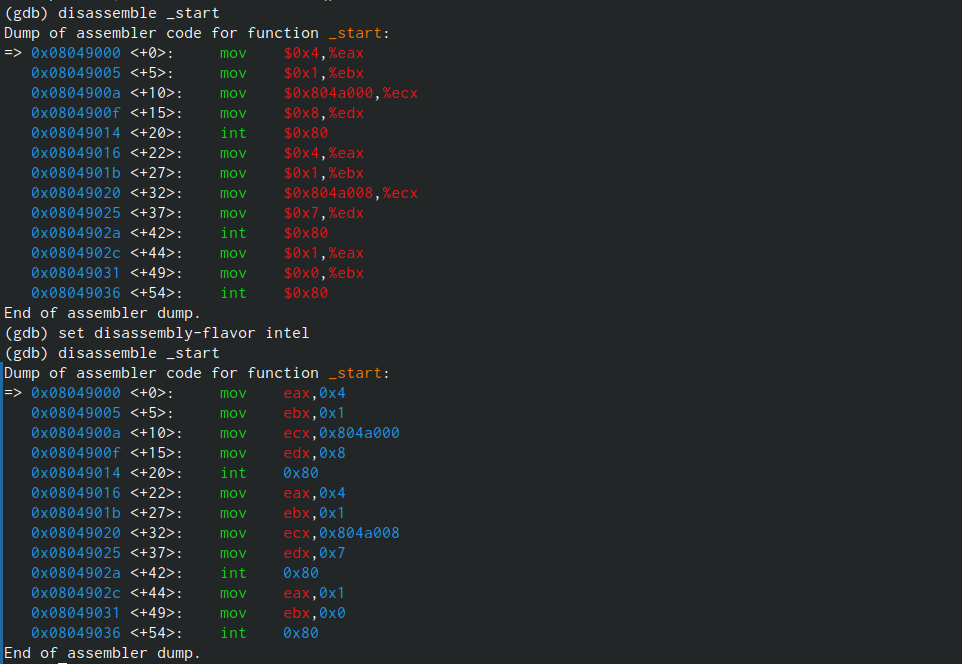 (gdb) disassemble _start
Dump of assembler code for function _start:
=> 0x08049000 <+0>:     mov    $0x4,%eax
   0x08049005 <+5>:     mov    $0x1,%ebx
   0x0804900a <+10>:    mov    $0x804a000,%ecx
   0x0804900f <+15>:    mov    $0x8,%edx
   0x08049014 <+20>:    int    $0x80
   0x08049016 <+22>:    mov    $0x4,%eax
   0x0804901b <+27>:    mov    $0x1,%ebx
   0x08049020 <+32>:    mov    $0x804a008,%ecx
   0x08049025 <+37>:    mov    $0x7,%edx
   0x0804902a <+42>:    int    $0x80
   0x0804902c <+44>:    mov    $0x1,%eax
   0x08049031 <+49>:    mov    $0x0,%ebx
   0x08049036 <+54>:    int    $0x80
End of assembler dump.
(gdb) set disassembly-flavor intel
(gdb) disassemble _start
Dump of assembler code for function _start:
=> 0x08049000 <+0>:     mov    eax,0x4
   0x08049005 <+5>:     mov    ebx,0x1
   0x0804900a <+10>:    mov    ecx,0x804a000
   0x0804900f <+15>:    mov    edx,0x8
   0x08049014 <+20>:    int    0x80
   0x08049016 <+22>:    mov    eax,0x4
   0x0804901b <+27>:    mov    ebx,0x1
   0x08049020 <+32>:    mov    ecx,0x804a008
   0x08049025 <+37>:    mov    edx,0x7
   0x0804902a <+42>:    int    0x80
   0x0804902c <+44>:    mov    eax,0x1
   0x08049031 <+49>:    mov    ebx,0x0
   0x08049036 <+54>:    int    0x80
End of assembler dump.